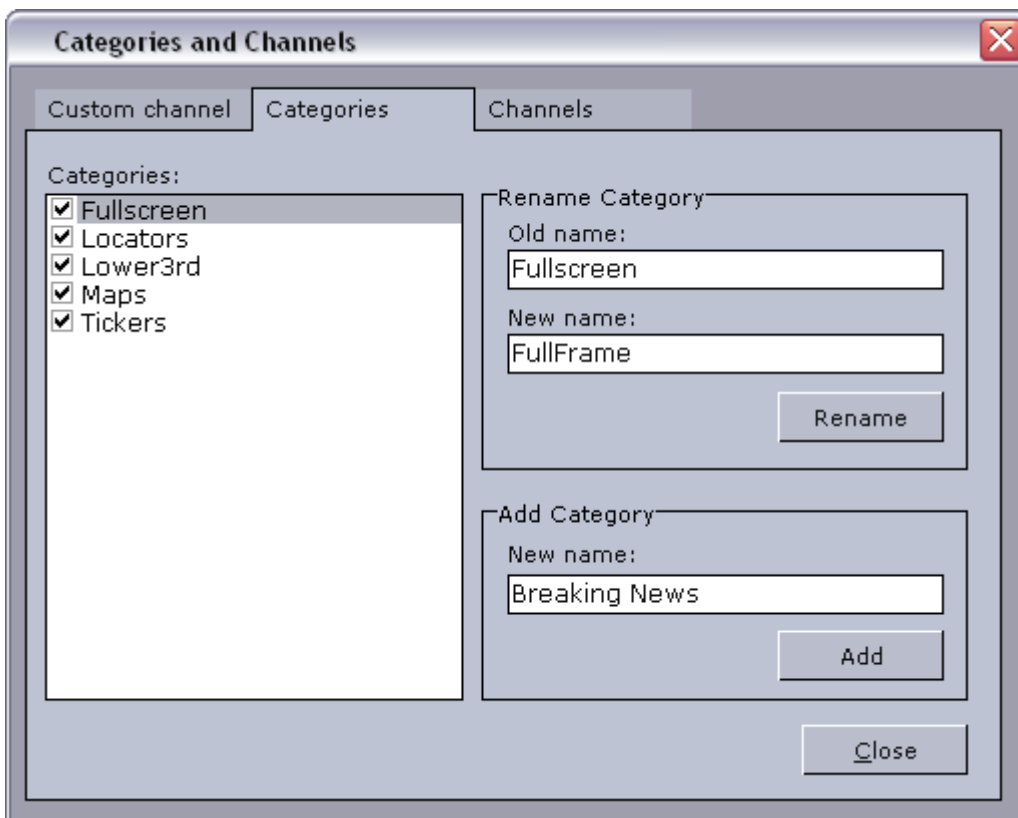 Categories and Channels
Custom channel Categories Channels
Categories:
Fullscreen
Locators
Lower3rd
Maps
Tickers
Rename Category
Old name:
Fullscreen
New name:
FullFrame
Rename
Add Category
New name:
Breaking News
Add
Close